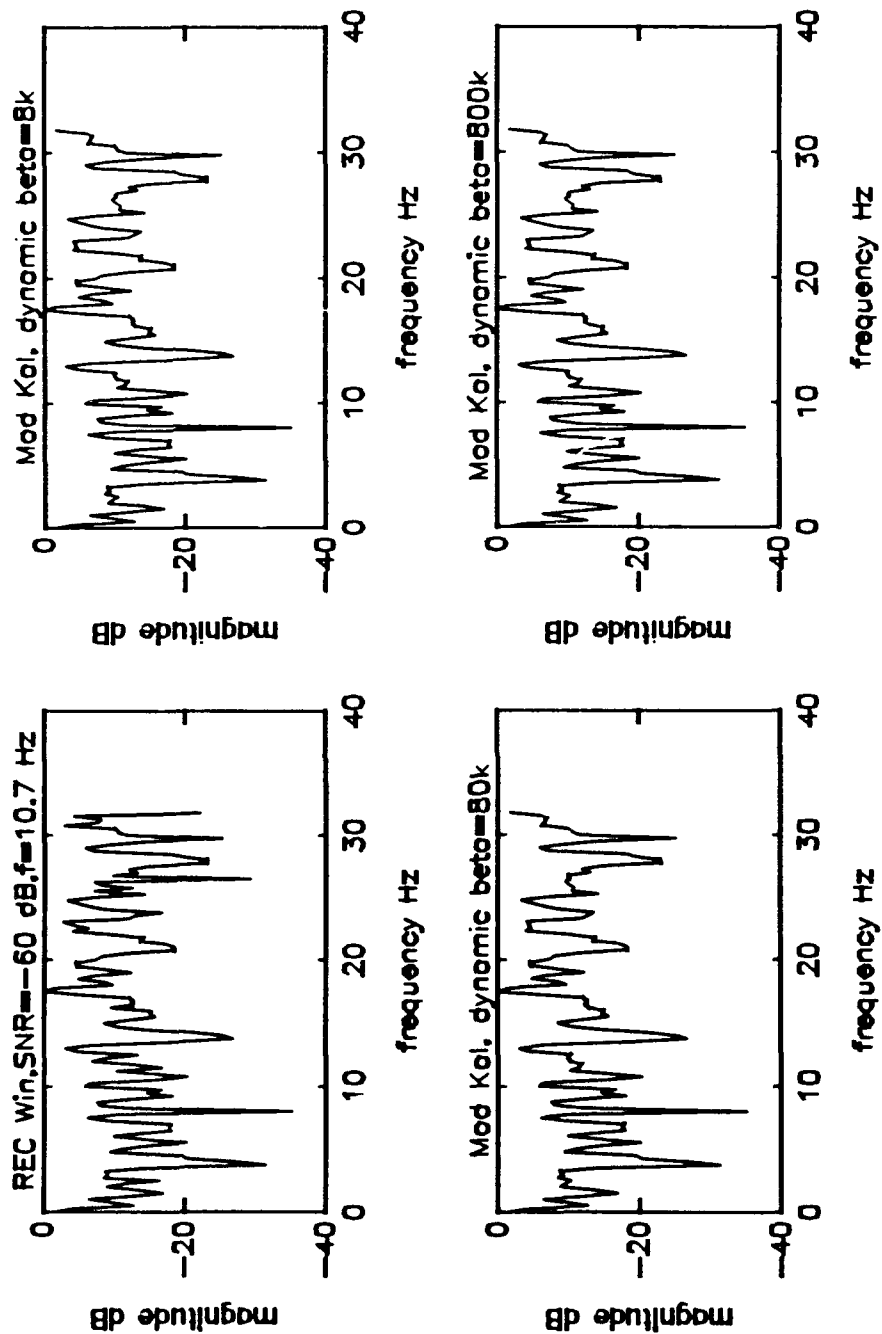 REC Win,SNR=-60 dB,f=10.7 Hz
magnitude dB
0
-20
-40
0 10 20 30 40
frequency Hz
Mod Kal, dynamic beta=8k
magnitude dB
0
-20
-40
0 10 20 30 40
frequency Hz
Mod Kal, dynamic beta=80k
magnitude dB
0
-20
-40
0 10 20 30 40
frequency Hz
Mod Kal, dynamic beta=800k
magnitude dB
0
-20
-40
0 10 20 30 40
frequency Hz